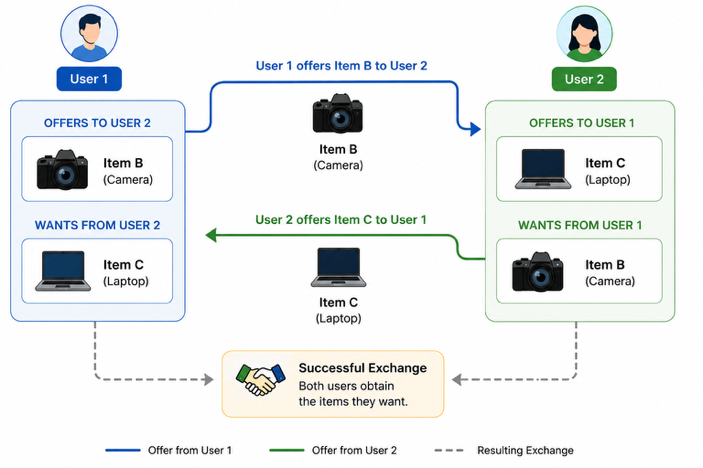 User 1
User 2
User 1 offers Item B to User 2
OFFERS TO USER 2
Item B
(Camera)
Item B
(Camera)
OFFERS TO USER 1
Item C
(Laptop)
WANTS FROM USER 2
Item C
(Laptop)
User 2 offers Item C to User 1
Item C
(Laptop)
WANTS FROM USER 1
Item B
(Camera)
Successful Exchange
Both users obtain
the items they want.
Offer from User 1
Offer from User 2
Resulting Exchange